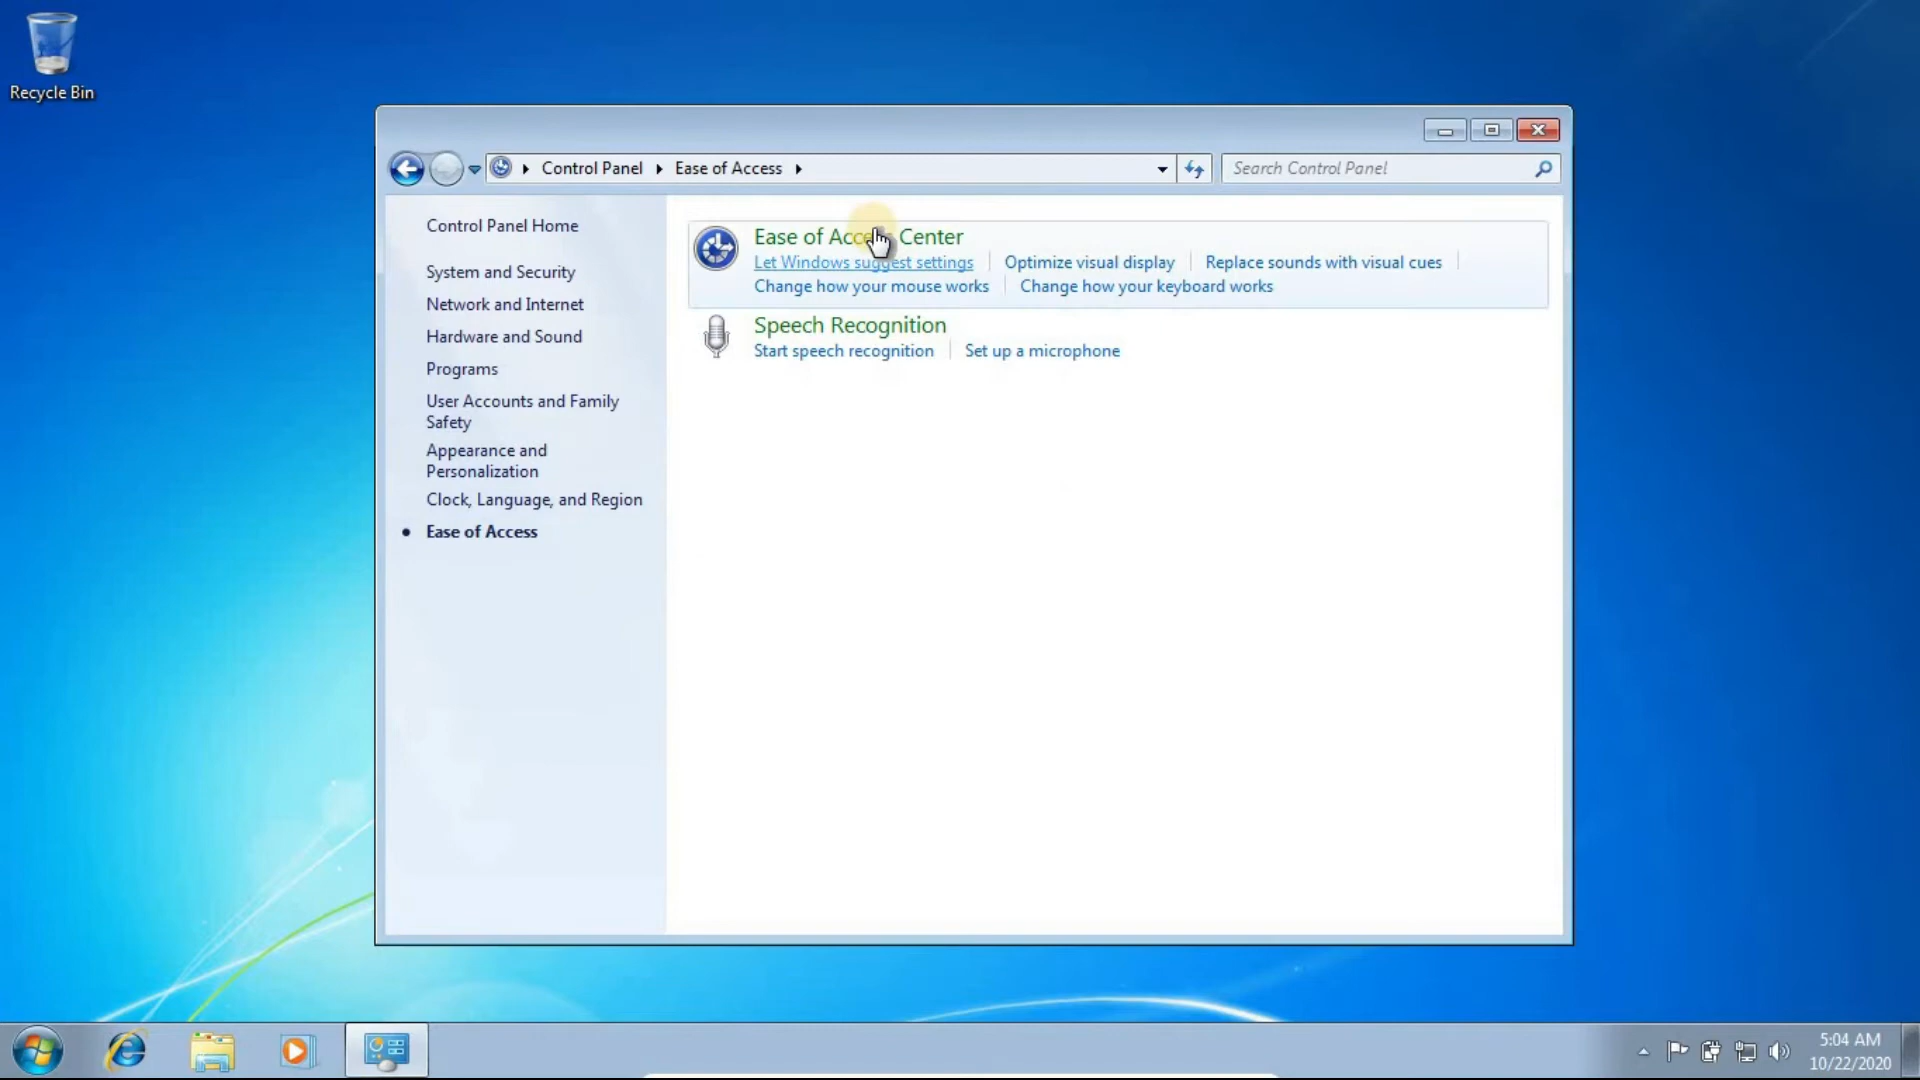 Recycle Bin
Control Panel Ease of Access
Search Control Panel
Control Panel Home
System and Security
Network and Internet
Hardware and Sound
Programs
User Accounts and Family
Safety
Appearance and
Personalization
Clock, Language, and Region
Ease of Access
Ease of Access Center
Let Windows suggest settings Optimize visual display Replace sounds with visual cues
Change how your mouse works Change how your keyboard works
Speech Recognition
Start speech recognition Set up a microphone
5:04 AM
10/22/2020